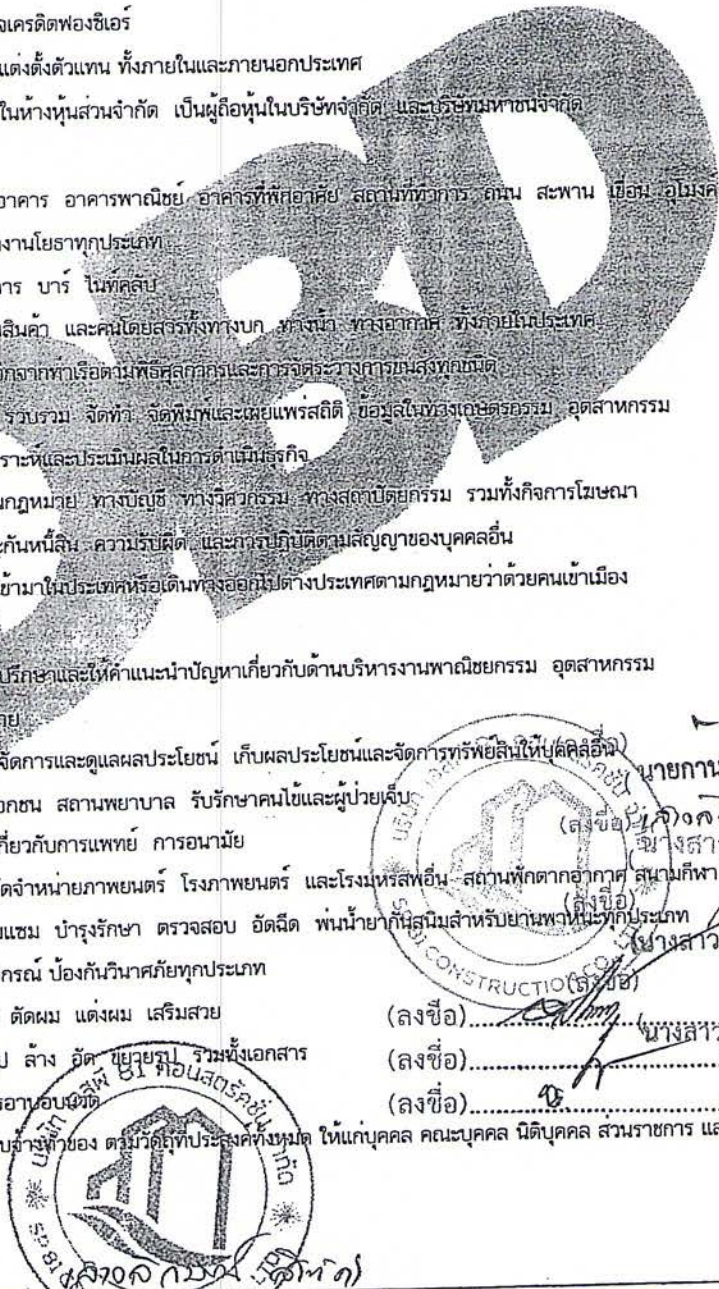 จเครดิตฟองซิเอร์
แต่งตั้งตัวแทน ทั้งภายในและภายนอกประเทศ
ในห้างหุ้นส่วนจำกัด เป็นผู้ถือหุ้นในบริษัทจำกัด และบริษัทมหาชนจำกัด
อาคาร อาคารพาณิชย์ อาคารที่พักอาศัย สถานที่ทำการ ถนน สะพาน เขื่อน อุโมงค์
งานโยธาทุกประเภท
าร บาร์ ไนท์คลับ
สินค้า และคนโดยสารทั้งทางบก ทางน้ำ ทางอากาศ ทั้งภายในประเทศ
อกจากท่าเรือตามพิธีศุลกากรและการจัดระวางการขนส่งทุกชนิด
รวบรวม จัดทำ จัดพิมพ์และเผยแพร่สถิติ ข้อมูลในทางเกษตรกรรม อุตสาหกรรม
ราะห์และประเมินผลในการดำเนินธุรกิจ
กฎหมาย ทางบัญชี ทางวิศวกรรม ทางสถาปัตยกรรม รวมทั้งกิจการโฆษณา
ะกันหนี้สิน ความรับผิด และการปฏิบัติตามสัญญาของบุคคลอื่น
ข้ามาในประเทศหรือเดินทางออกไปต่างประเทศตามกฎหมายว่าด้วยคนเข้าเมือง
ปรึกษาและให้คำแนะนำปัญหาเกี่ยวกับด้านบริหารงานพาณิชยกรรม อุตสาหกรรม
าย
จัดการและดูแลผลประโยชน์ เก็บผลประโยชน์และจัดการทรัพย์สินให้บุคคลอื่น
นายกาน
อกชน สถานพยาบาล รับรักษาคนไข้และผู้ป่วยเจ็บ
(ลงชื่อ)
กี่ยวกับการแพทย์ การอนามัย
นางสา
ัดจำหน่ายภาพยนตร์ โรงภาพยนตร์ และโรงมหรสพอื่น สถานพักตากอากาศ สนามกีฬา
(ลงชื่อ)
มแซม บำรุงรักษา ตรวจสอบ อัดฉีด พ่นน้ำยากันสนิมสำหรับยานพาหนะทุกประเภท
นางสาว
กรณ์ ป้องกันวินาศภัยทุกประเภท
(ลงชื่อ)
CONSTRUCTION CO.
ตัดผม แต่งผม เสริมสวย
(ลงชื่อ)
นางสาว
ป ล้าง อัด ขยายรูป รวมทั้งเอกสาร
(ลงชื่อ)
รอาบอบนวด
(ลงชื่อ)
บจ้างทำของ ตามวัตถุที่ประสงค์ทั้งหมด ให้แก่บุคคล คณะบุคคล นิติบุคคล ส่วนราชการ แล
DBD